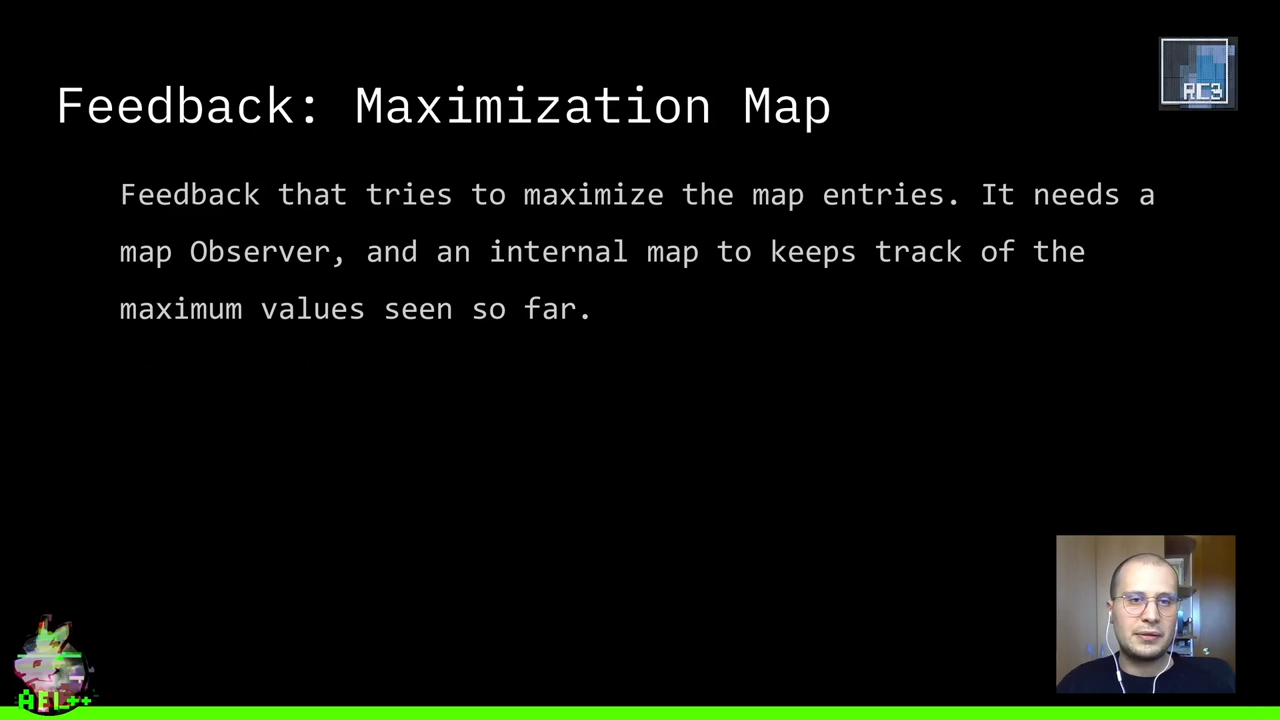 RC3
Feedback: Maximization Map
Feedback that tries to maximize the map entries. It needs a
map Observer, and an internal map to keeps track of the
maximum values seen so far.
AFL++